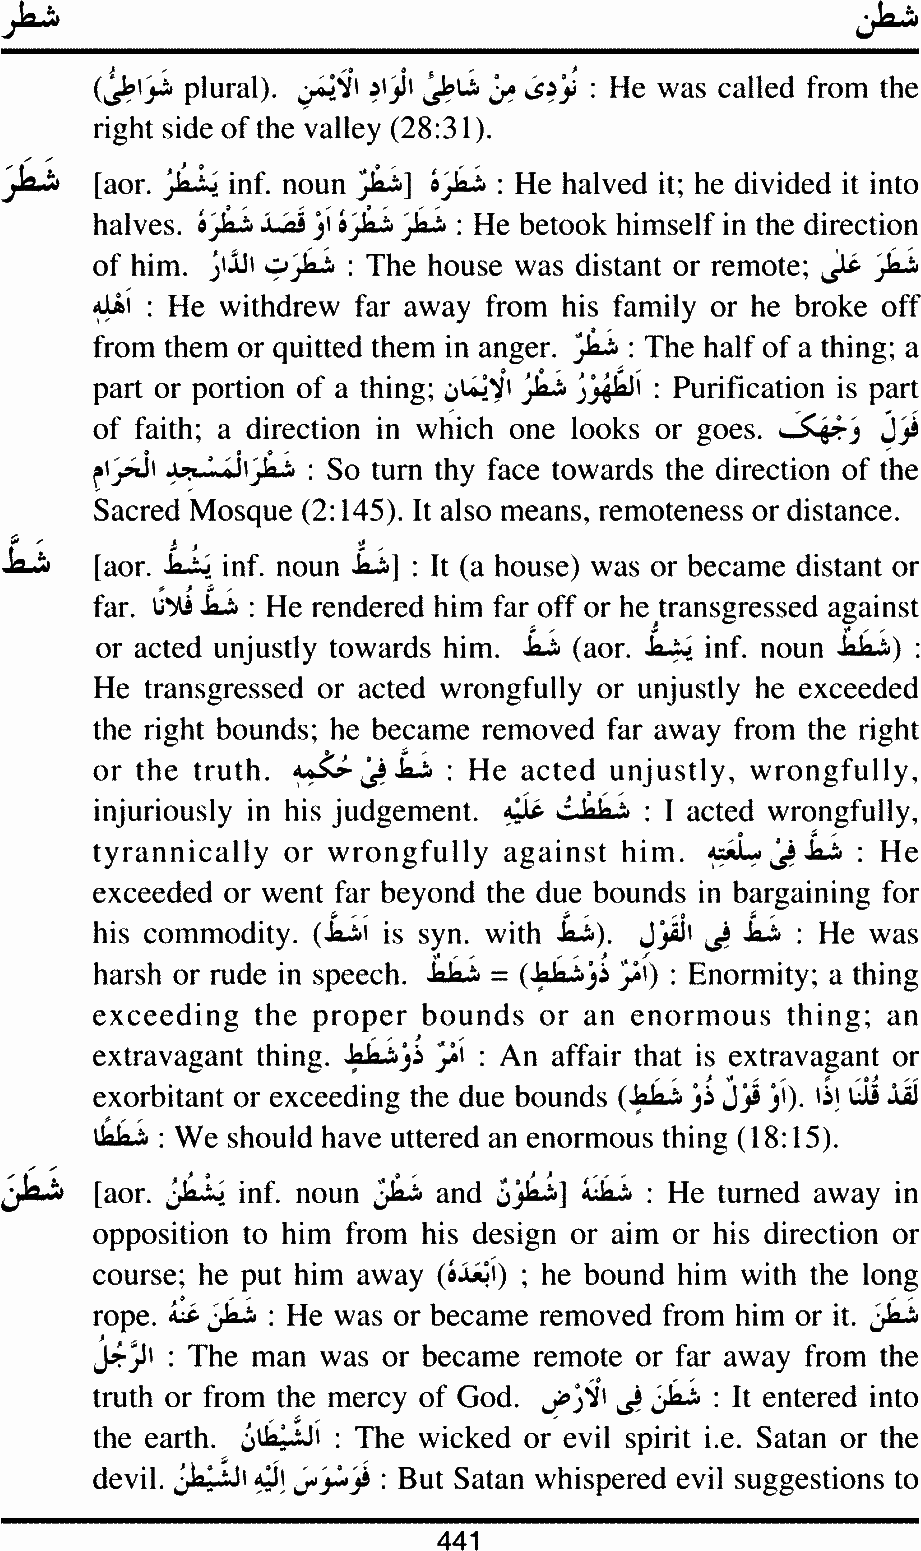 شطر شطن
(شَوَاطِئُ plural). نُوْدِیَ مِنْ شَاطِیُٔ الْوَادِ الْاَیْمَنِ : He was called from the
right side of the valley (28:31).
شَطَرَ [aor. یَشْطُرُ inf. noun شَطْرٌ] شَطَرَهٗ : He halved it; he divided it into
halves. شَطَرَ شَطْرَهٗ اَوْ قَصَدَ شَطْرَهٗ : He betook himself in the direction
of him. شَطَرَتِ الدَّارُ : The house was distant or remote; شَطَرَ عَلٰی
اَهْلِهٖ : He withdrew far away from his family or he broke off
from them or quitted them in anger. شَطْرٌ : The half of a thing; a
part or portion of a thing; اَلطَّهُوْرُ شَطْرُ الْاِیْمَانِ : Purification is part
of faith; a direction in which one looks or goes. فَوَلِّ وَجْهَکَ
شَطْرَالْمَسْجِدِ الْحَرَامِ : So turn thy face towards the direction of the
Sacred Mosque (2:145). It also means, remoteness or distance.
شَطَّ [aor. یَشُطُّ inf. noun شَطٌّ] : It (a house) was or became distant or
far. شَطَّ فُلَانًا : He rendered him far off or he transgressed against
or acted unjustly towards him. شَطَّ (aor. یَشِطُّ inf. noun شَطَطٌ) :
He transgressed or acted wrongfully or unjustly he exceeded
the right bounds; he became removed far away from the right
or the truth. شَطَّ فِیْ حُکْمِهٖ : He acted unjustly, wrongfully,
injuriously in his judgement. شَطَطْتُ عَلَیْهِ : I acted wrongfully,
tyrannically or wrongfully against him. شَطَّ فِیْ سِلْعَتِهٖ : He
exceeded or went far beyond the due bounds in bargaining for
his commodity. (اَشَطَّ is syn. with شَطَّ). شَطَّ فِی الْقَوْلِ : He was
harsh or rude in speech. شَطَطٌ = (اَمْرٌ ذُوْشَطَطٍ) : Enormity; a thing
exceeding the proper bounds or an enormous thing; an
extravagant thing. اَمْرٌ ذُوْشَطَطٍ : An affair that is extravagant or
exorbitant or exceeding the due bounds (اَوْ قَوْلٌ ذُوْ شَطَطٍ). لَقَدْ قُلْنَا اِذًا
شَطَطًا : We should have uttered an enormous thing (18:15).
شَطَنَ [aor. یَشْطُنُ inf. noun شَطْنٌ and شُطُوْنٌ] شَطَنَهٗ : He turned away in
opposition to him from his design or aim or his direction or
course; he put him away (اَبْعَدَهٗ) ; he bound him with the long
rope. شَطَنَ عَنْهُ : He was or became removed from him or it. شَطَنَ
الرَّجُلُ : The man was or became remote or far away from the
truth or from the mercy of God. شَطَنَ فِی الْاَرْضِ : It entered into
the earth. اَلشَّیْطَانُ : The wicked or evil spirit i.e. Satan or the
devil. فَوَسْوَسَ اِلَیْهِ الشَّیْطٰنُ : But Satan whispered evil suggestions to
441